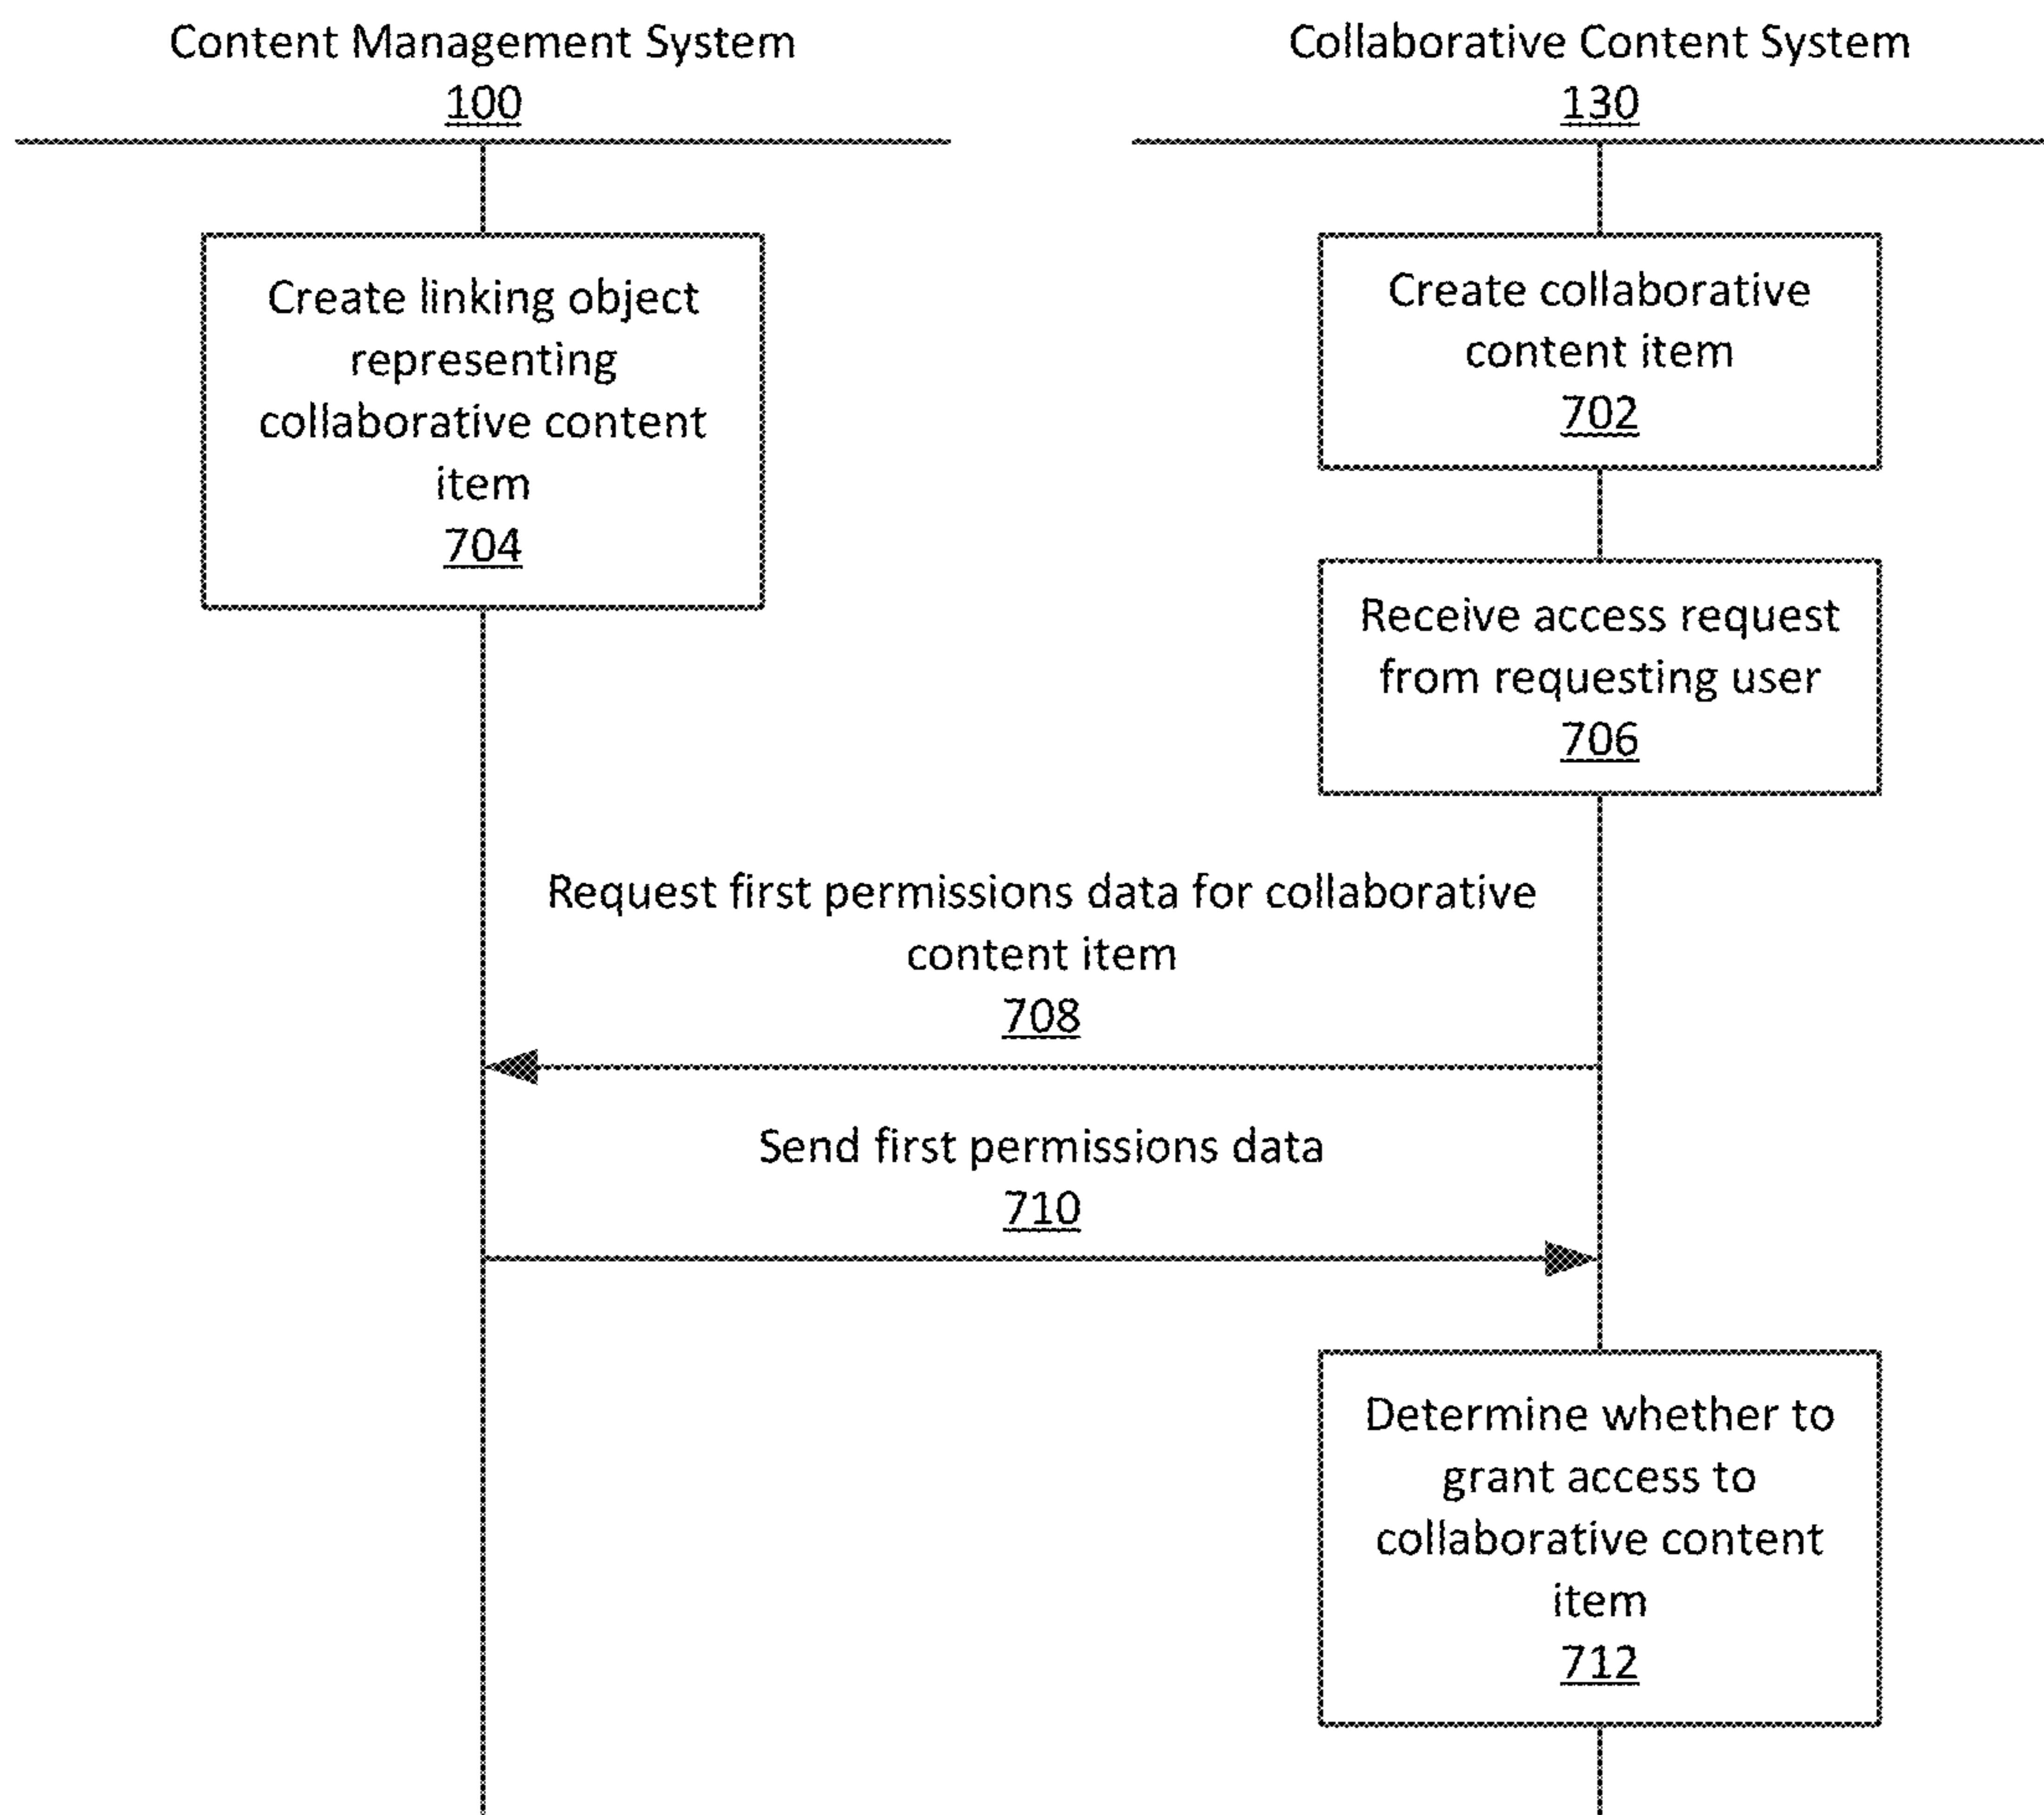 Content Management System
100
Collaborative Content System
130
Create linking object
representing
collaborative content
item
704
Create collaborative
content item
702
Receive access request
from requesting user
706
Request first permissions data for collaborative
content item
708
Send first permissions data
710
Determine whether to
grant access to
collaborative content
item
712